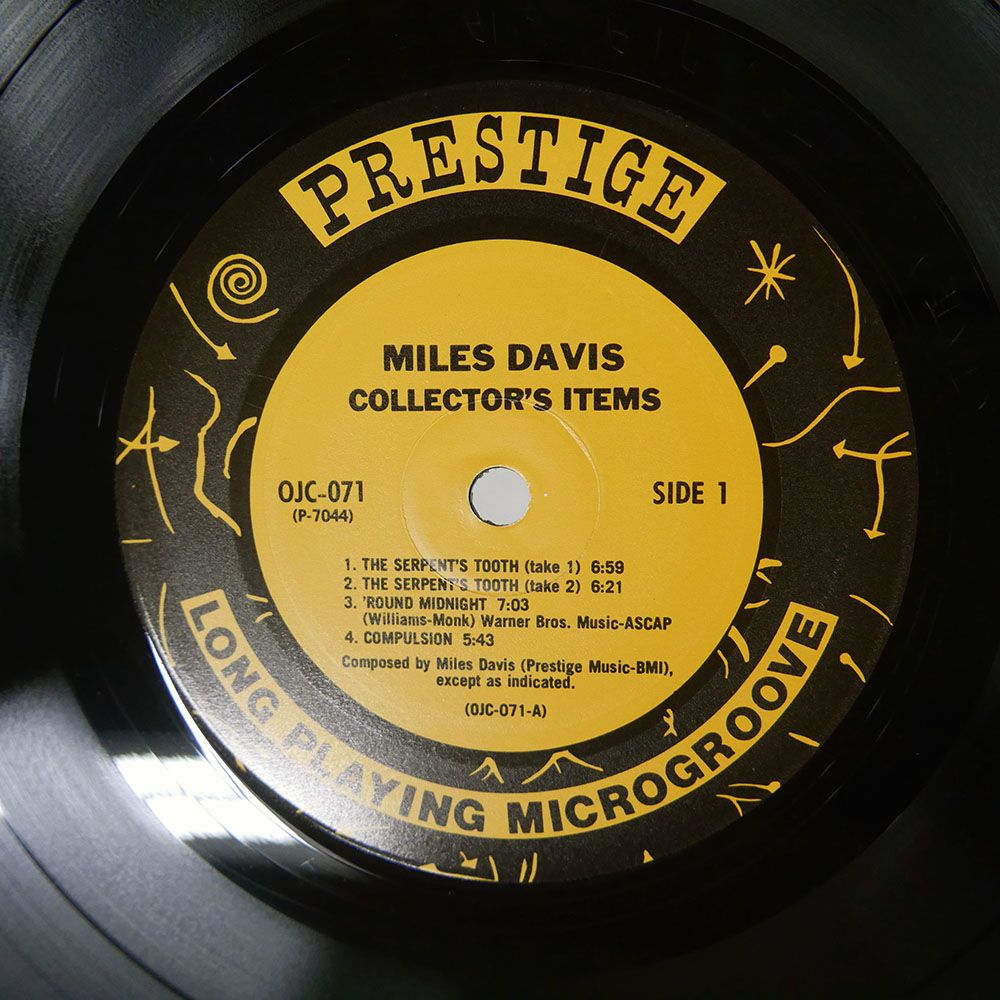 PRESTIGE
MILES DAVIS
COLLECTOR'S ITEMS
OJC-071
(P-7044)
SIDE 1
1. THE SERPENT'S TOOTH (take 1) 6:59
2. THE SERPENT'S TOOTH (take 2) 6:21
3. 'ROUND MIDNIGHT 7:03
(Williams-Monk) Warner Bros. Music-ASCAP
4. COMPULSION 5:43
Composed by Miles Davis (Prestige Music-BMI),
except as indicated.
(OJC-071-A)
LONG PLAYING MICROGROOVE